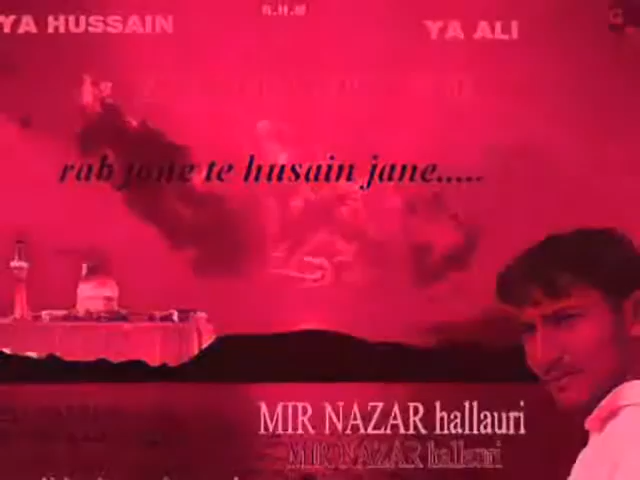 YA HUSSAIN
YA ALI
rab jane te husain jane.....
MIR NAZAR hallauri
MIR NAZAR hallauri